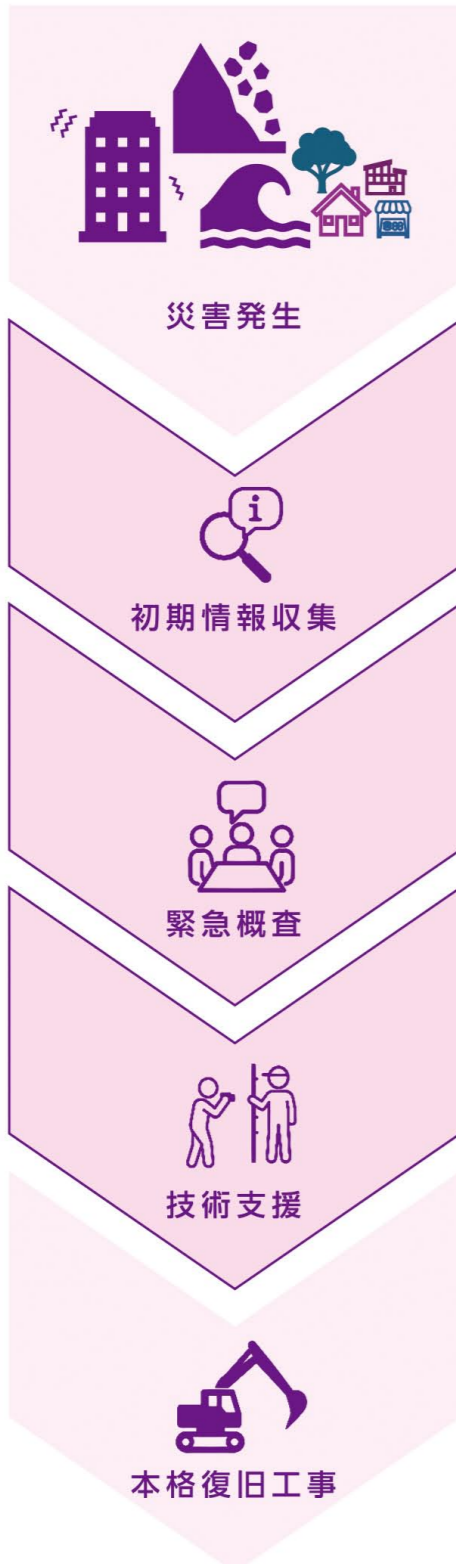 災害発生
i
初期情報収集
緊急概査
技術支援
本格復旧工事